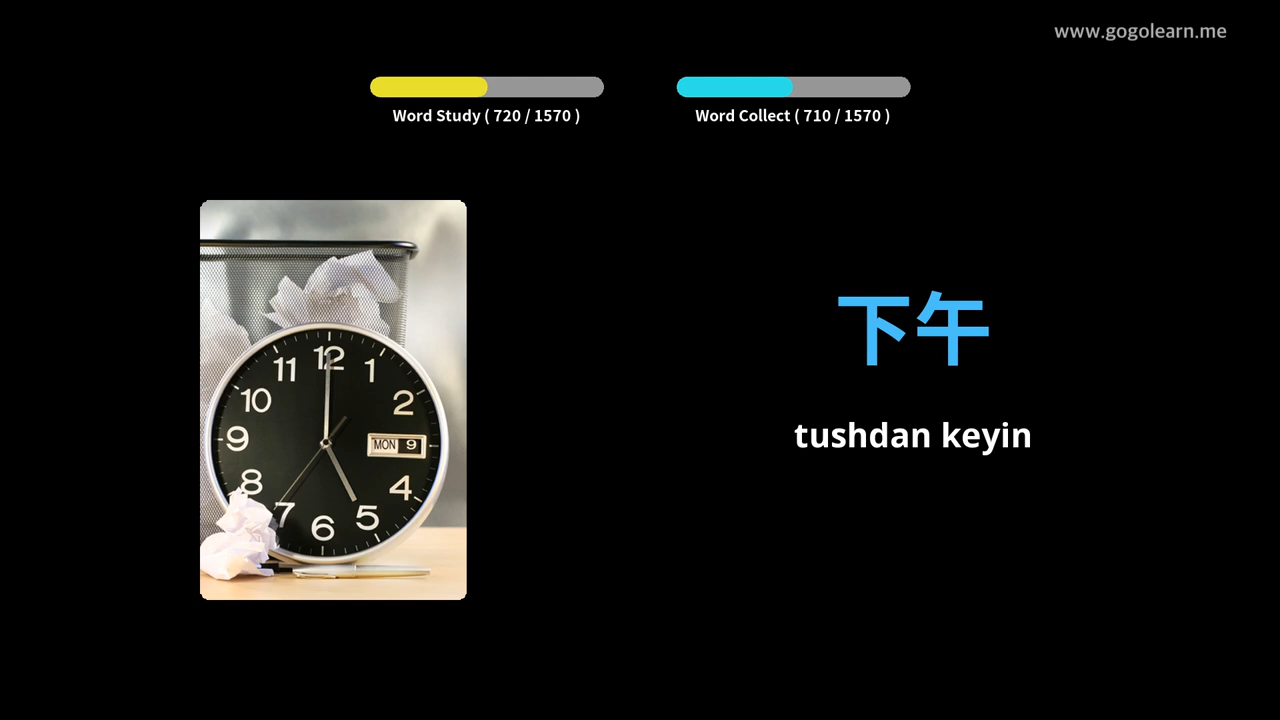 www.gogolearn.me
Word Study ( 720 / 1570 )
Word Collect ( 710 / 1570 )
下午
tushdan keyin
12
1
2
3
4
5
6
7
8
9
10
11
MON 9